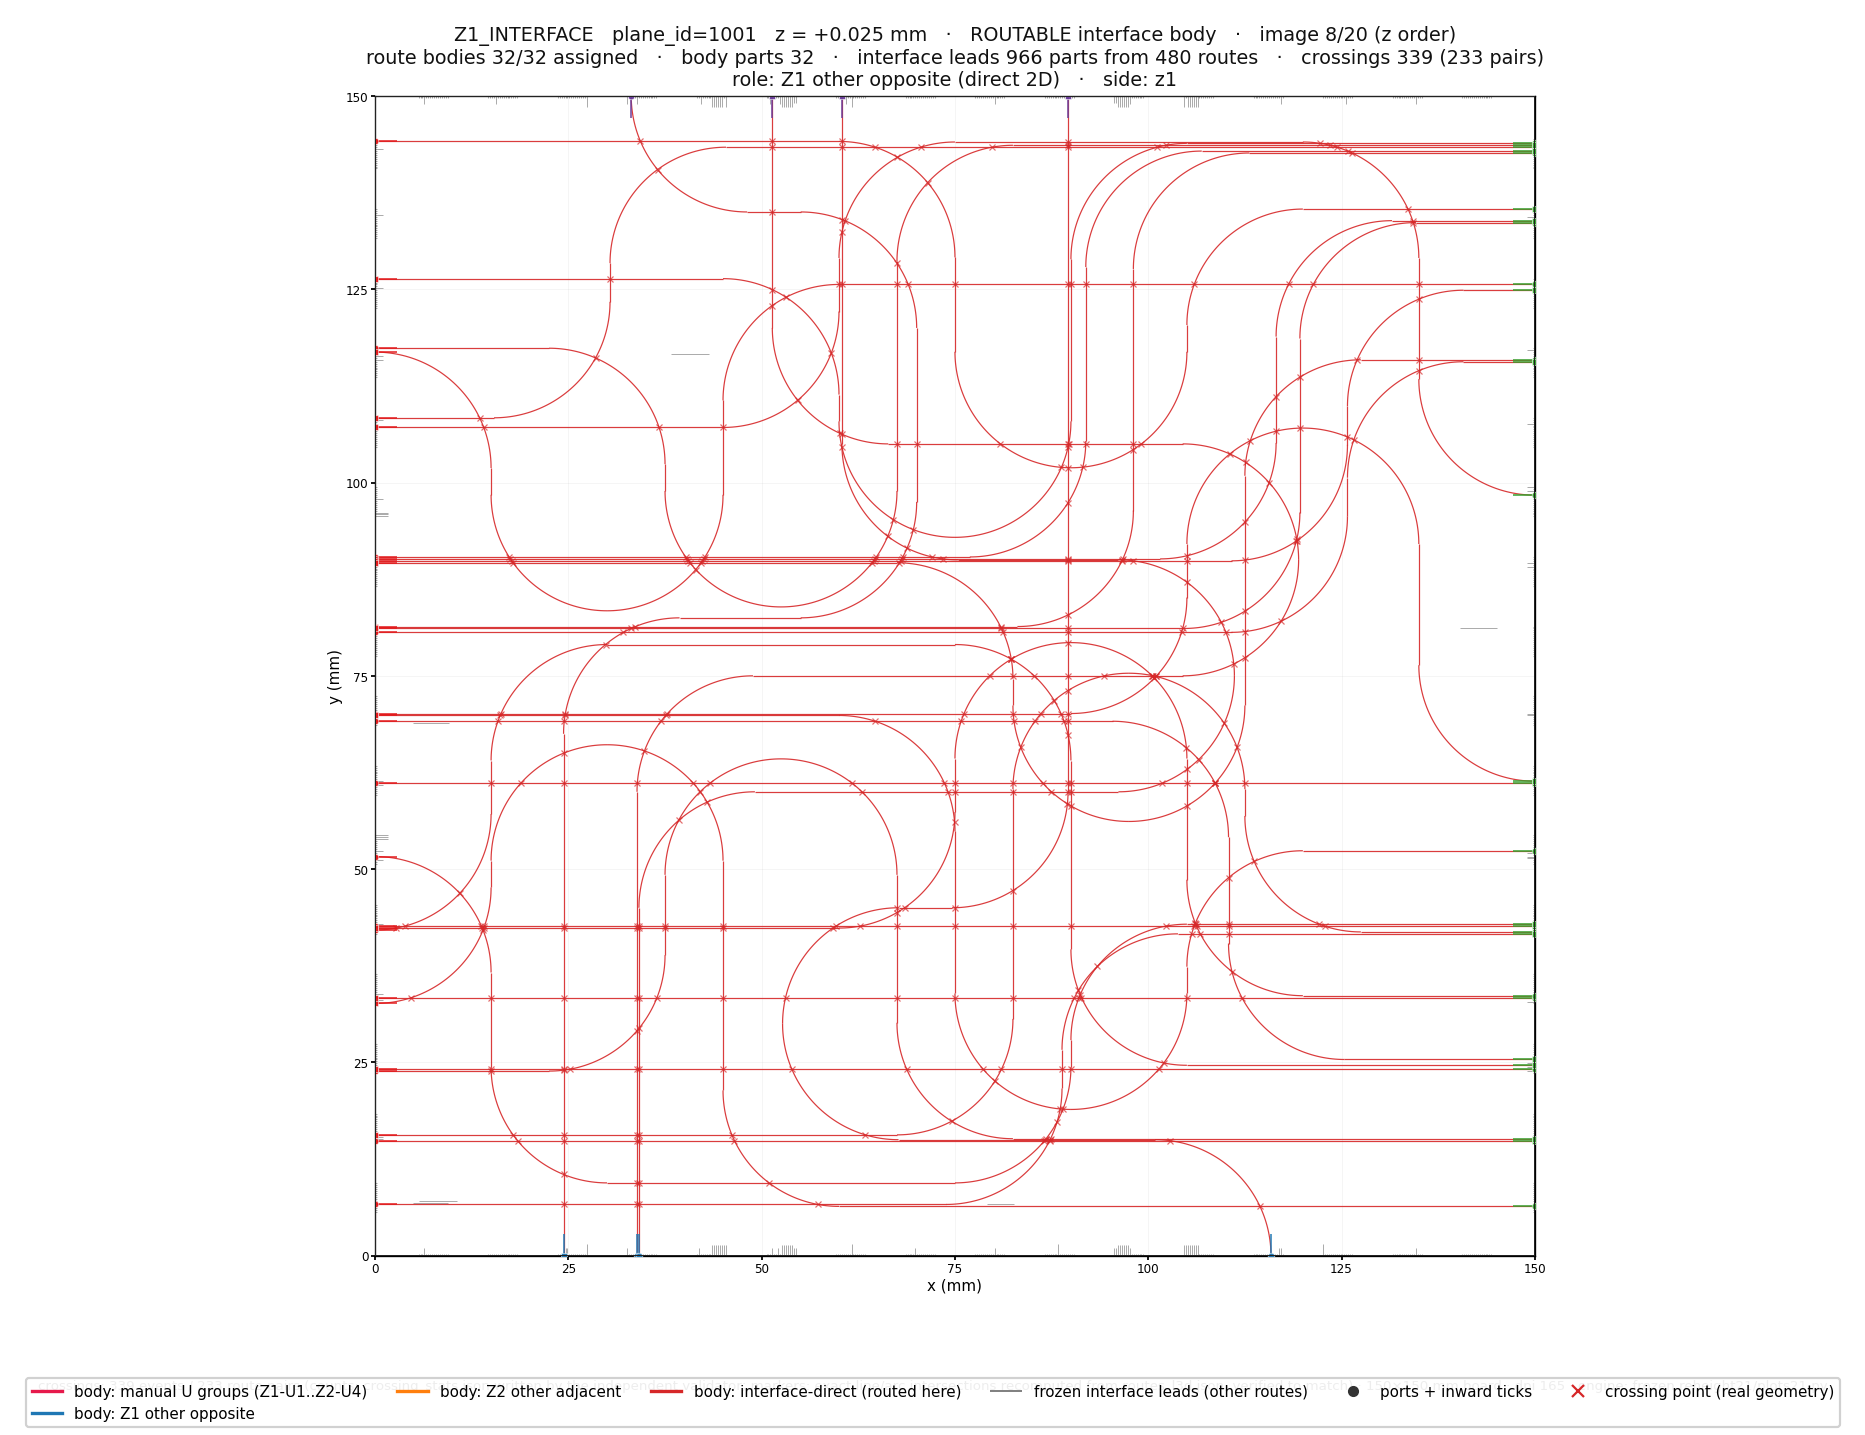 Z1_INTERFACE   plane_id=1001   z = +0.025 mm   ·   ROUTABLE interface body   ·   image 8/20 (z order)
route bodies 32/32 assigned   ·   body parts 32   ·   interface leads 966 parts from 480 routes   ·   crossings 339 (233 pairs)
role: Z1 other opposite (direct 2D)   ·   side: z1
150
125
100
75
50
25
0
y (mm)
0 25 50 75 100 125 150
x (mm)
body: manual U groups (Z1-U1..Z2-U4)
body: Z2 other adjacent
body: interface-direct (routed here)
frozen interface leads (other routes)
ports + inward ticks
crossing point (real geometry)
body: Z1 other opposite